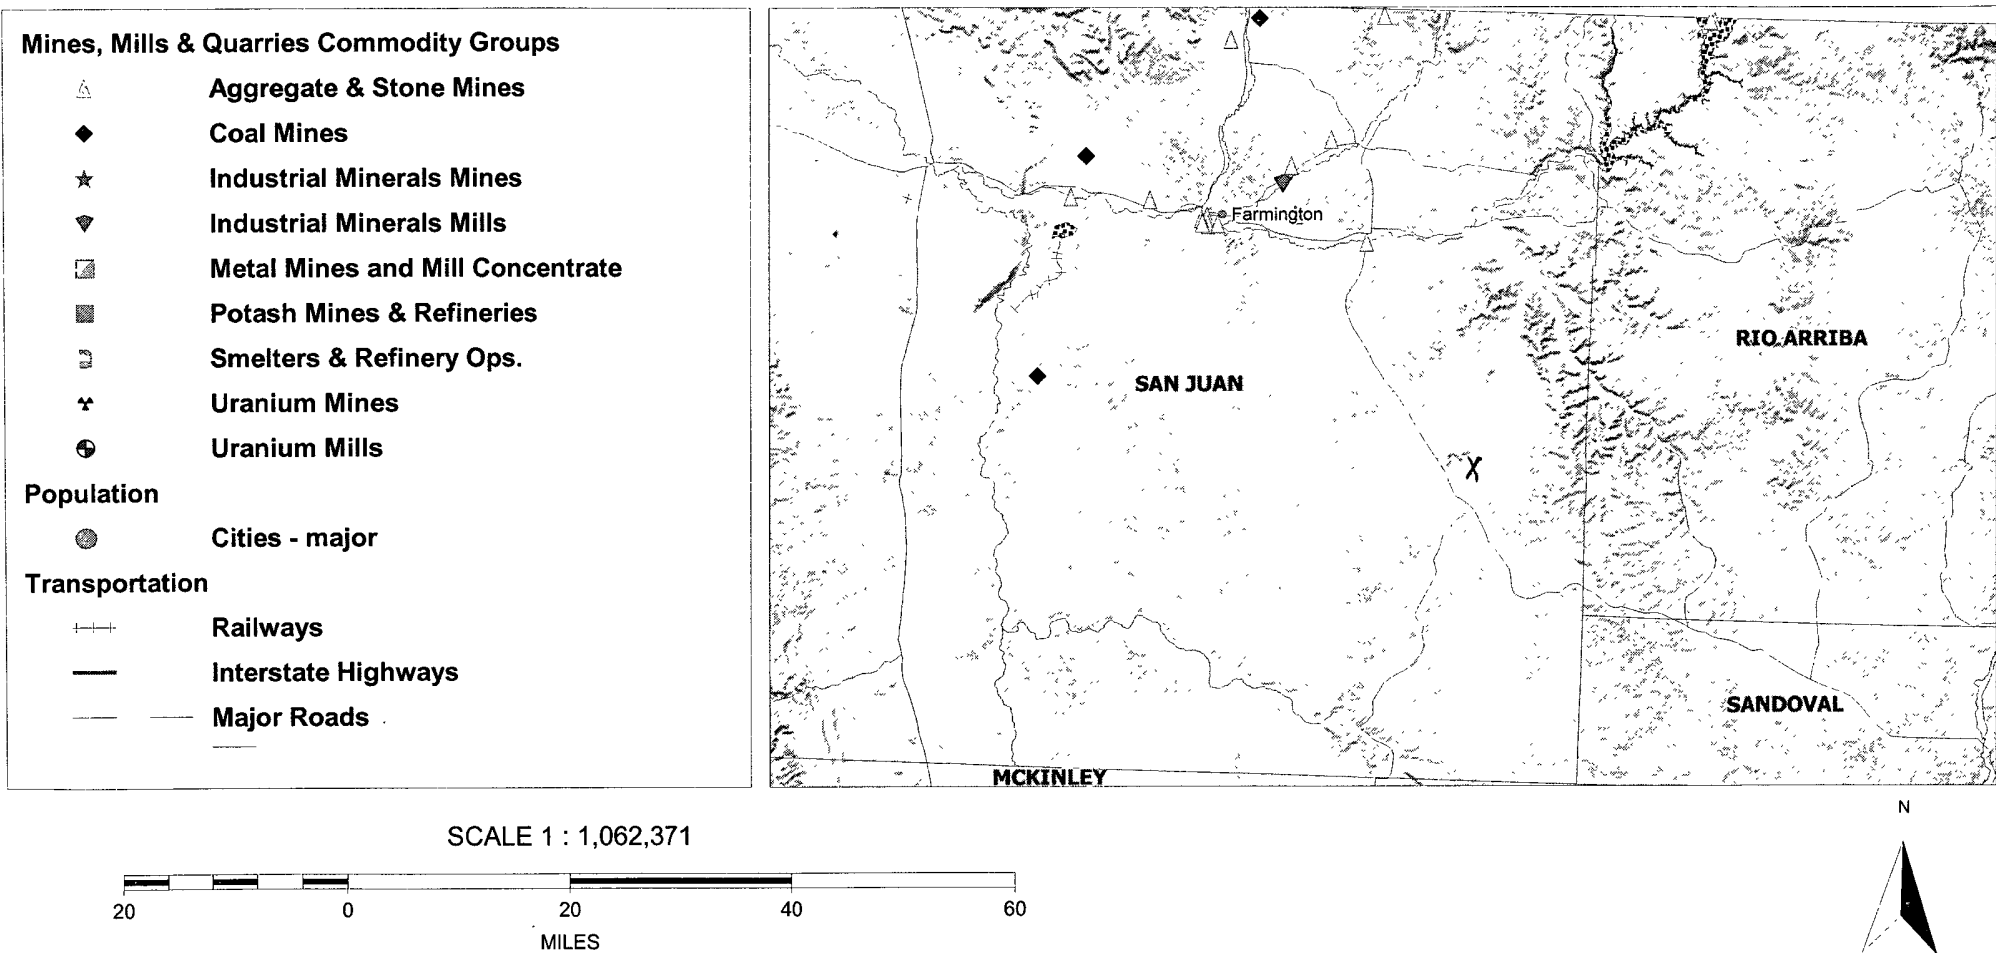 Mines, Mills & Quarries Commodity Groups
Aggregate & Stone Mines
Coal Mines
Industrial Minerals Mines
Industrial Minerals Mills
Metal Mines and Mill Concentrate
Potash Mines & Refineries
Smelters & Refinery Ops.
Uranium Mines
Uranium Mills
Population
Cities - major
Transportation
Railways
Interstate Highways
Major Roads
Farmington
RIO ARRIBA
SAN JUAN
X
SANDOVAL
MCKINLEY
SCALE 1 : 1,062,371
20 0 20 40 60
MILES
N